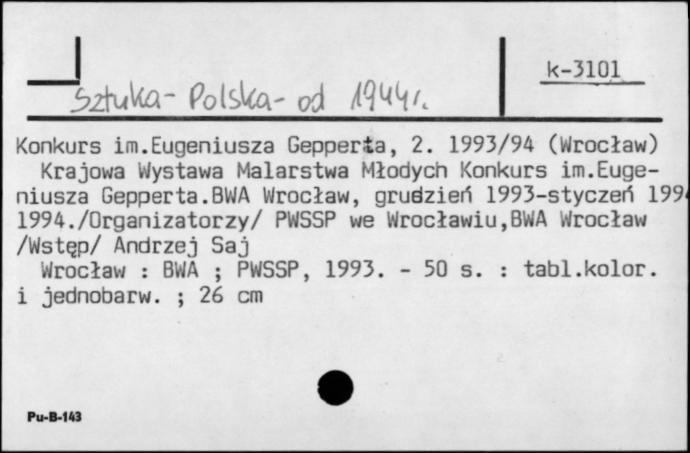 k-3101
Sztuka - Polska - od 1944r.
Konkurs im.Eugeniusza Gepperta, 2. 1993/94 (Wrocław)
Krajowa Wystawa Malarstwa Młodych Konkurs im.Euge-
niusza Gepperta.BWA Wrocław, grudzień 1993-styczeń 1994
1994./Organizatorzy/ PWSSP we Wrocławiu,BWA Wrocław
/Wstęp/ Andrzej Saj
Wrocław : BWA ; PWSSP, 1993. - 50 s. : tabl.kolor.
i jednobarw. ; 26 cm
Pu-B-143